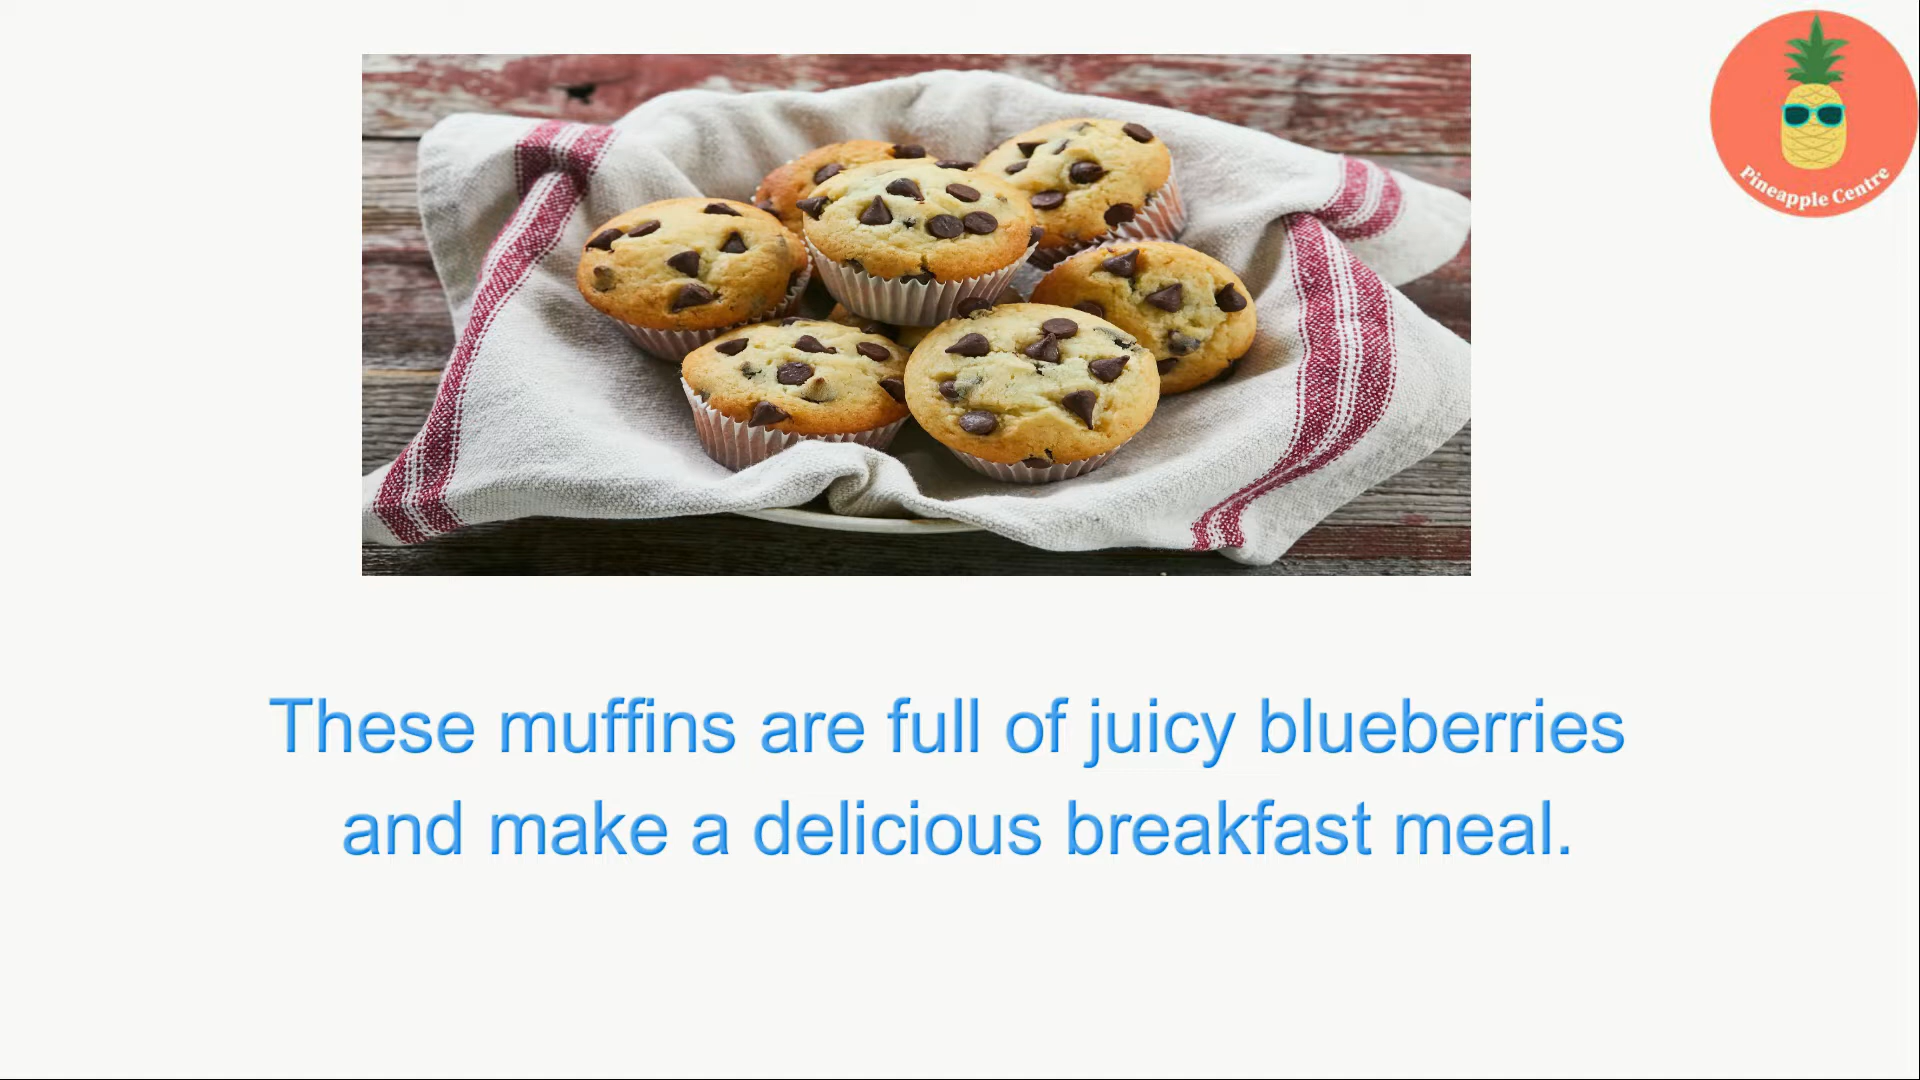 Pineapple Centre
These muffins are full of juicy blueberries
and make a delicious breakfast meal.